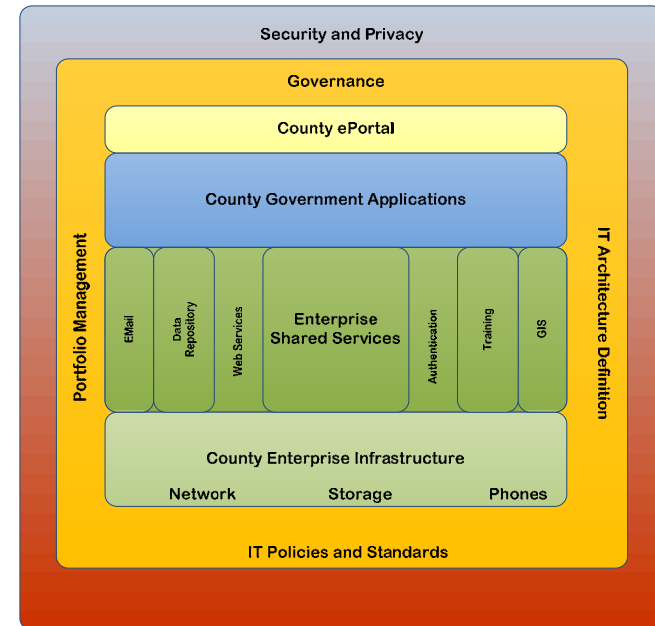 Security and Privacy
Governance
County ePortal
County Government Applications
Portfolio Management
EMail
Data
Repository
Web Services
Enterprise
Shared Services
Authentication
Training
GIS
IT Architecture Definition
County Enterprise Infrastructure
Network Storage Phones
IT Policies and Standards